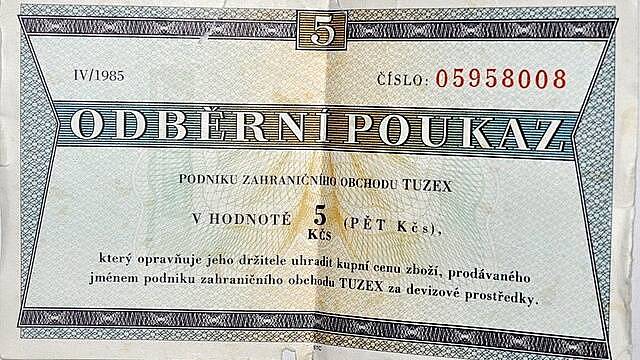 5
IV/1985 ČÍSLO: 05958008
ODBĚRNÍ POUKAZ
PODNIKU ZAHRANIČNÍHO OBCHODU TUZEX
V HODNOTĚ 5 (PĚT Kčs),
Kčs
který opravňuje jeho držitele uhradit kupní cenu zboží, prodávaného
jménem podniku zahraničního obchodu TUZEX za devizové prostředky.